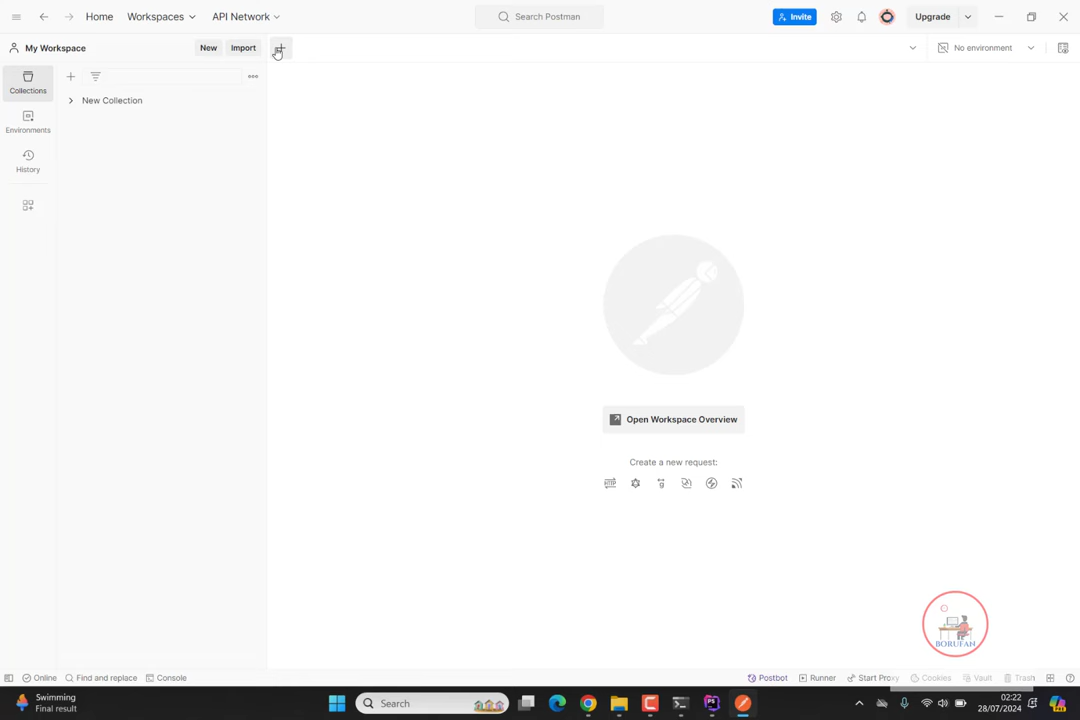 Home Workspaces API Network Search Postman Invite Upgrade
My Workspace New Import No environment
Collections
New Collection
Environments
History
Open Workspace Overview
Create a new request:
HTTP
BORUFAN
Online Find and replace Console Postbot Runner Start Proxy Cookies Vault Trash
Swimming
Final result
Search
02:22
28/07/2024